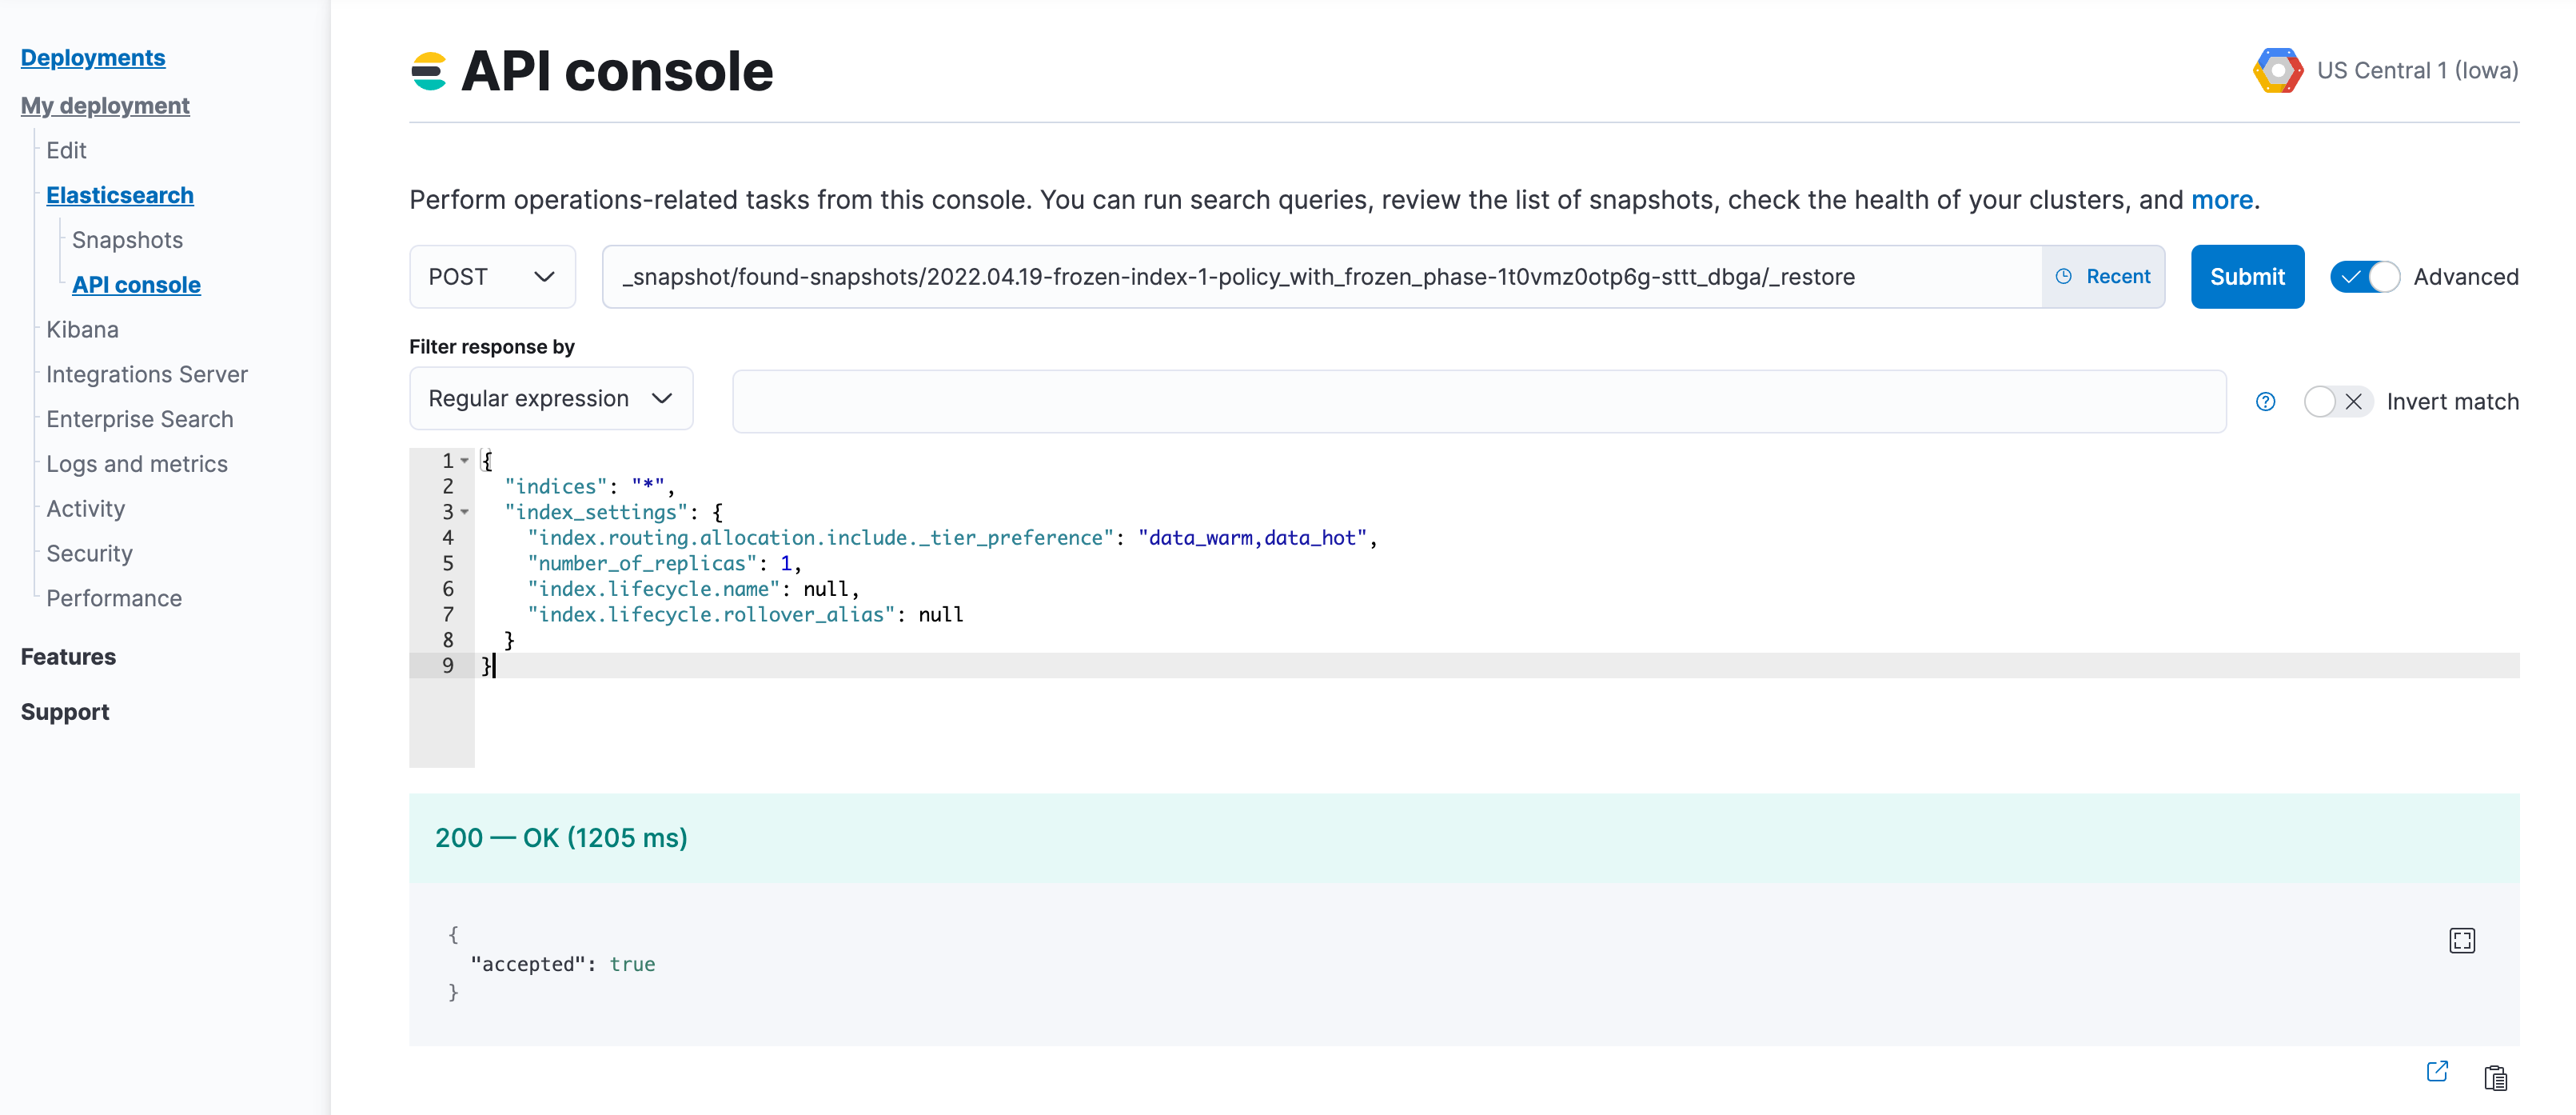 Deployments
My deployment
Edit
Elasticsearch
Snapshots
API console
Kibana
Integrations Server
Enterprise Search
Logs and metrics
Activity
Security
Performance
Features
Support
API console
US Central 1 (Iowa)
Perform operations-related tasks from this console. You can run search queries, review the list of snapshots, check the health of your clusters, and more.
POST
_snapshot/found-snapshots/2022.04.19-frozen-index-1-policy_with_frozen_phase-1t0vmz0otp6g-sttt_dbga/_restore
Recent
Submit
Advanced
Filter response by
Regular expression
Invert match
1 {
2   "indices": "*",
3   "index_settings": {
4     "index.routing.allocation.include._tier_preference": "data_warm,data_hot",
5     "number_of_replicas": 1,
6     "index.lifecycle.name": null,
7     "index.lifecycle.rollover_alias": null
8   }
9 }
200 — OK (1205 ms)
{
  "accepted": true
}